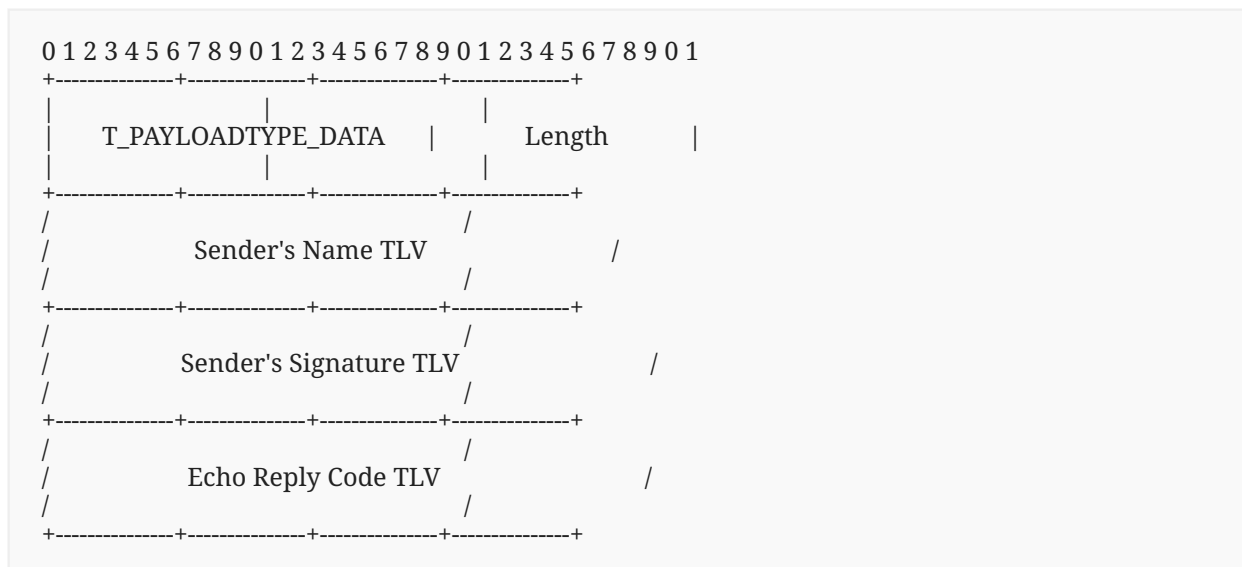 0 1 2 3 4 5 6 7 8 9 0 1 2 3 4 5 6 7 8 9 0 1 2 3 4 5 6 7 8 9 0 1
+---------------+---------------+---------------+---------------+
| | |
| T_PAYLOADTYPE_DATA | Length |
| | |
+---------------+---------------+---------------+---------------+
/ /
/ Sender's Name TLV /
/ /
+---------------+---------------+---------------+---------------+
/ /
/ Sender's Signature TLV /
/ /
+---------------+---------------+---------------+---------------+
/ /
/ Echo Reply Code TLV /
/ /
+---------------+---------------+---------------+---------------+